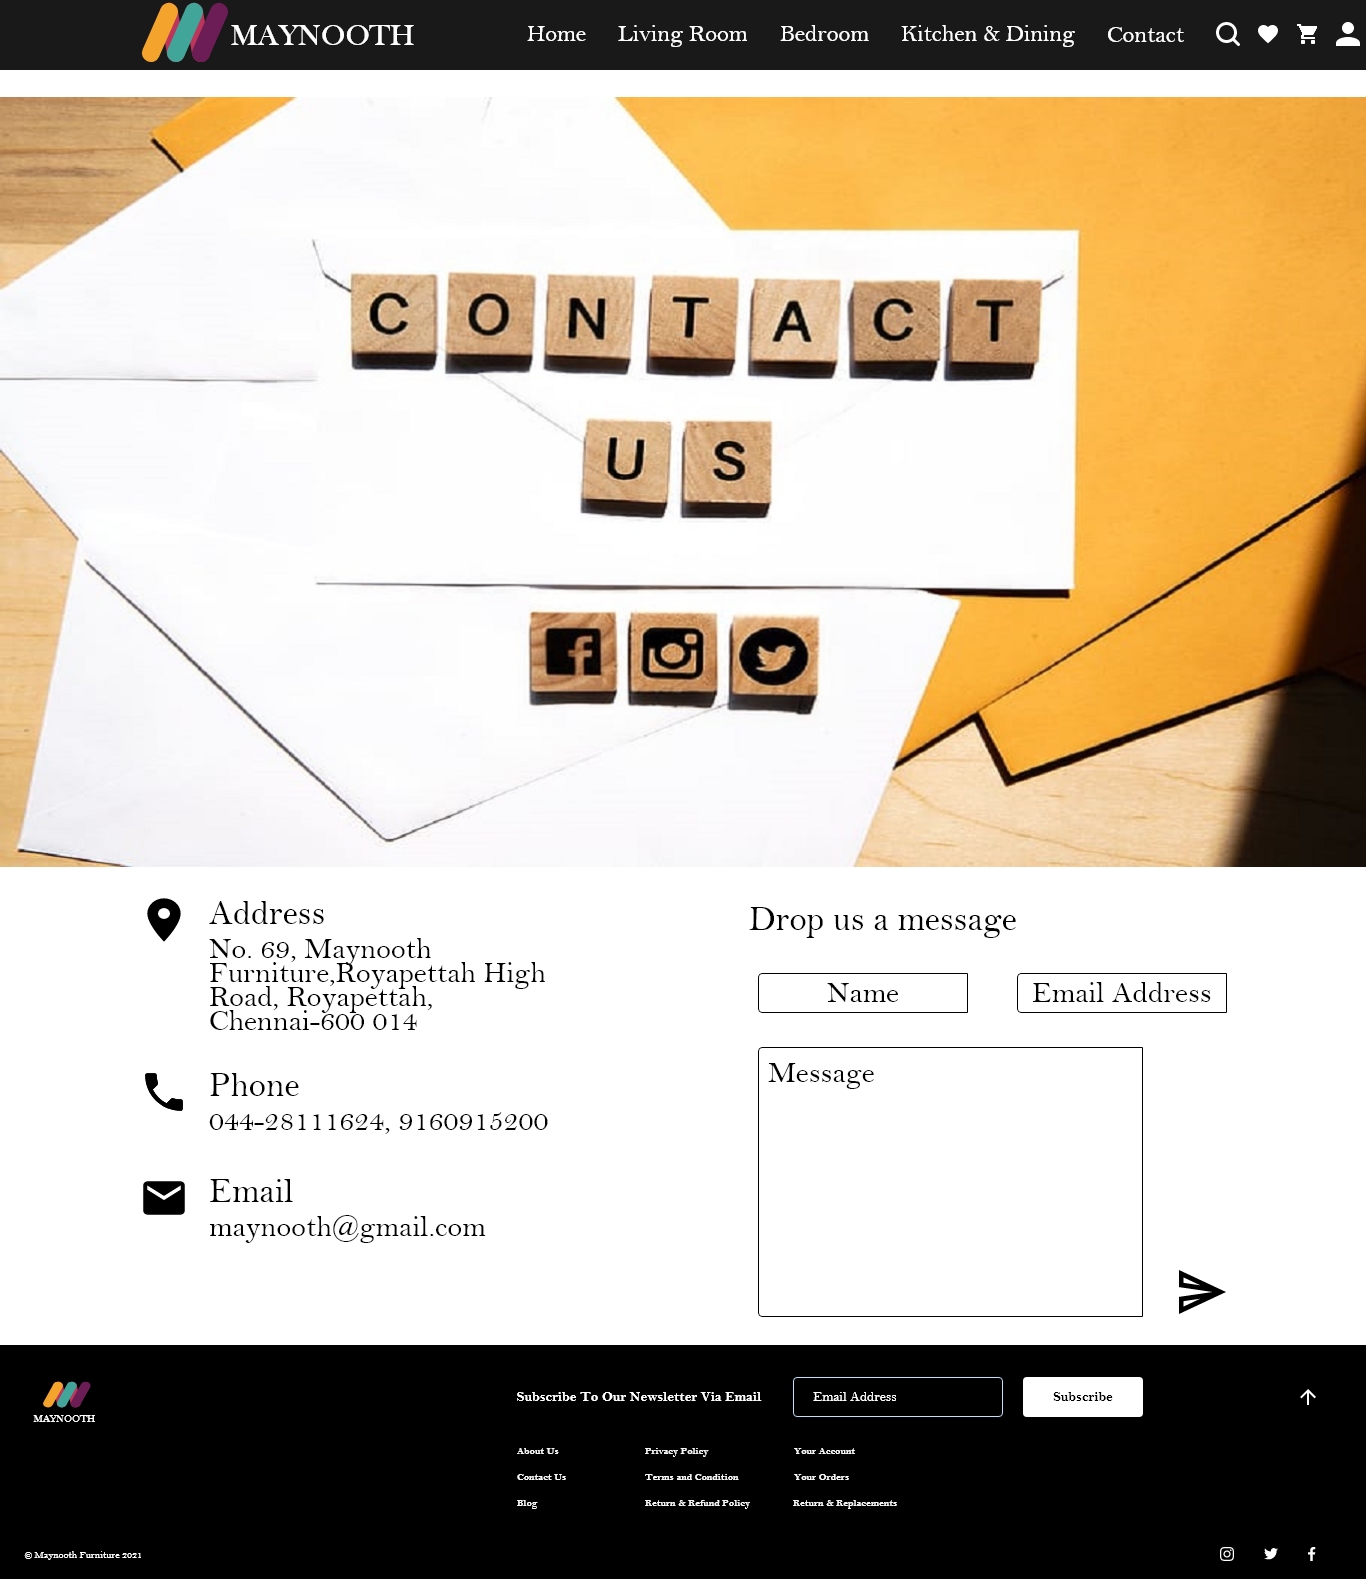 MAYNOOTH
Home
Living Room
Bedroom
Kitchen & Dining
Contact
CONTACT
US
Address
No. 69, Maynooth
Furniture,Royapettah High
Road, Royapettah,
Chennai-600 014
Phone
044-28111624, 9160915200
Email
maynooth@gmail.com
Drop us a message
Name
Email Address
Message
MAYNOOTH
Subscribe To Our Newsletter Via Email
Email Address
Subscribe
About Us
Privacy Policy
Your Account
Contact Us
Terms and Condition
Your Orders
Blog
Return & Refund Policy
Return & Replacements
© Maynooth Furniture 2021